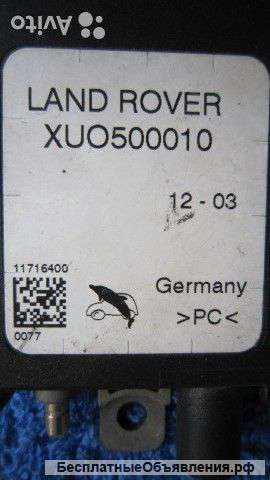 Avito
LAND ROVER
XUO500010
12 - 03
11716400
Germany
>PC<
0077
БесплатныеОбъявления.рф